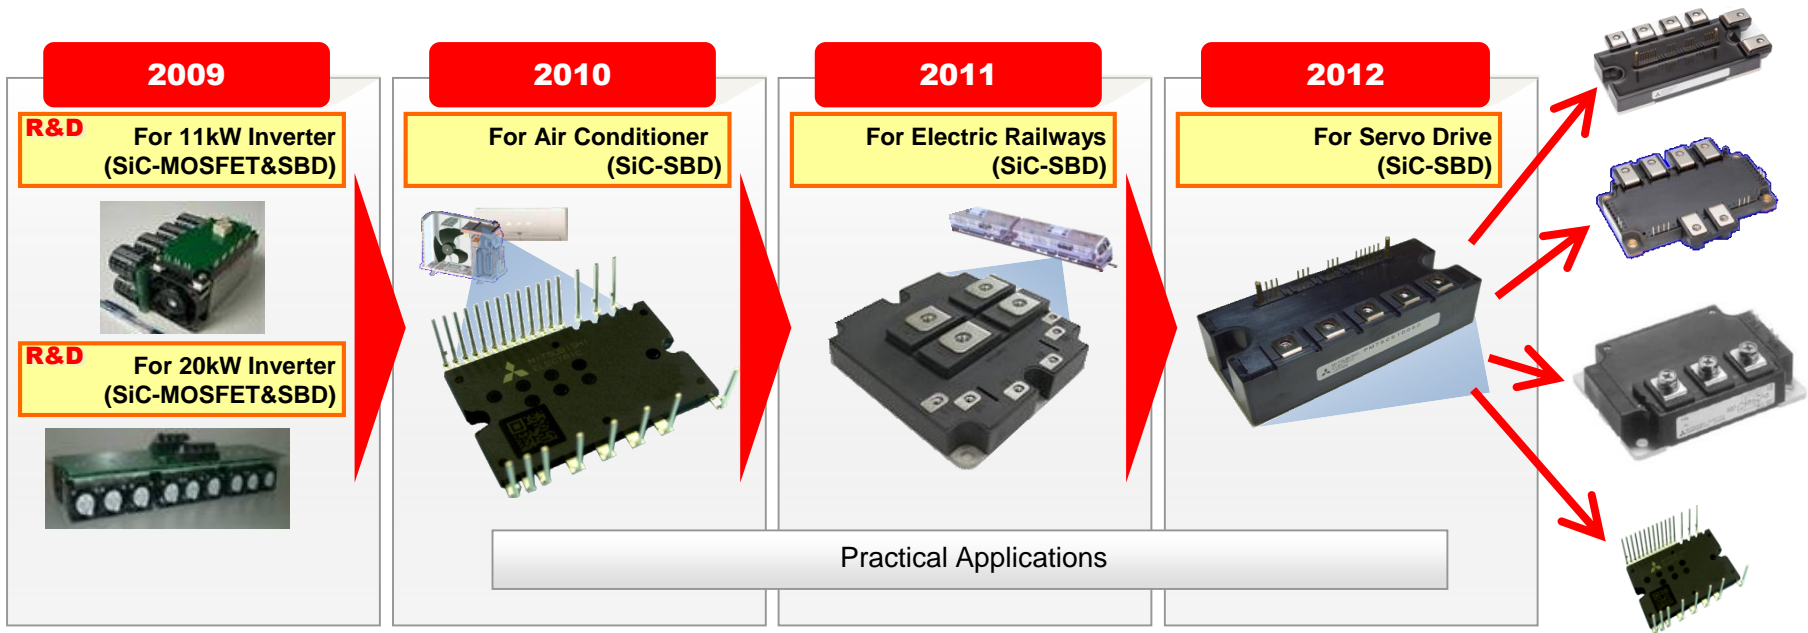 2009
R&D
For 11kW Inverter
(SiC-MOSFET&SBD)
R&D
For 20kW Inverter
(SiC-MOSFET&SBD)
2010
For Air Conditioner
(SiC-SBD)
MITSUBISHI
2011
For Electric Railways
(SiC-SBD)
2012
For Servo Drive
(SiC-SBD)
Practical Applications